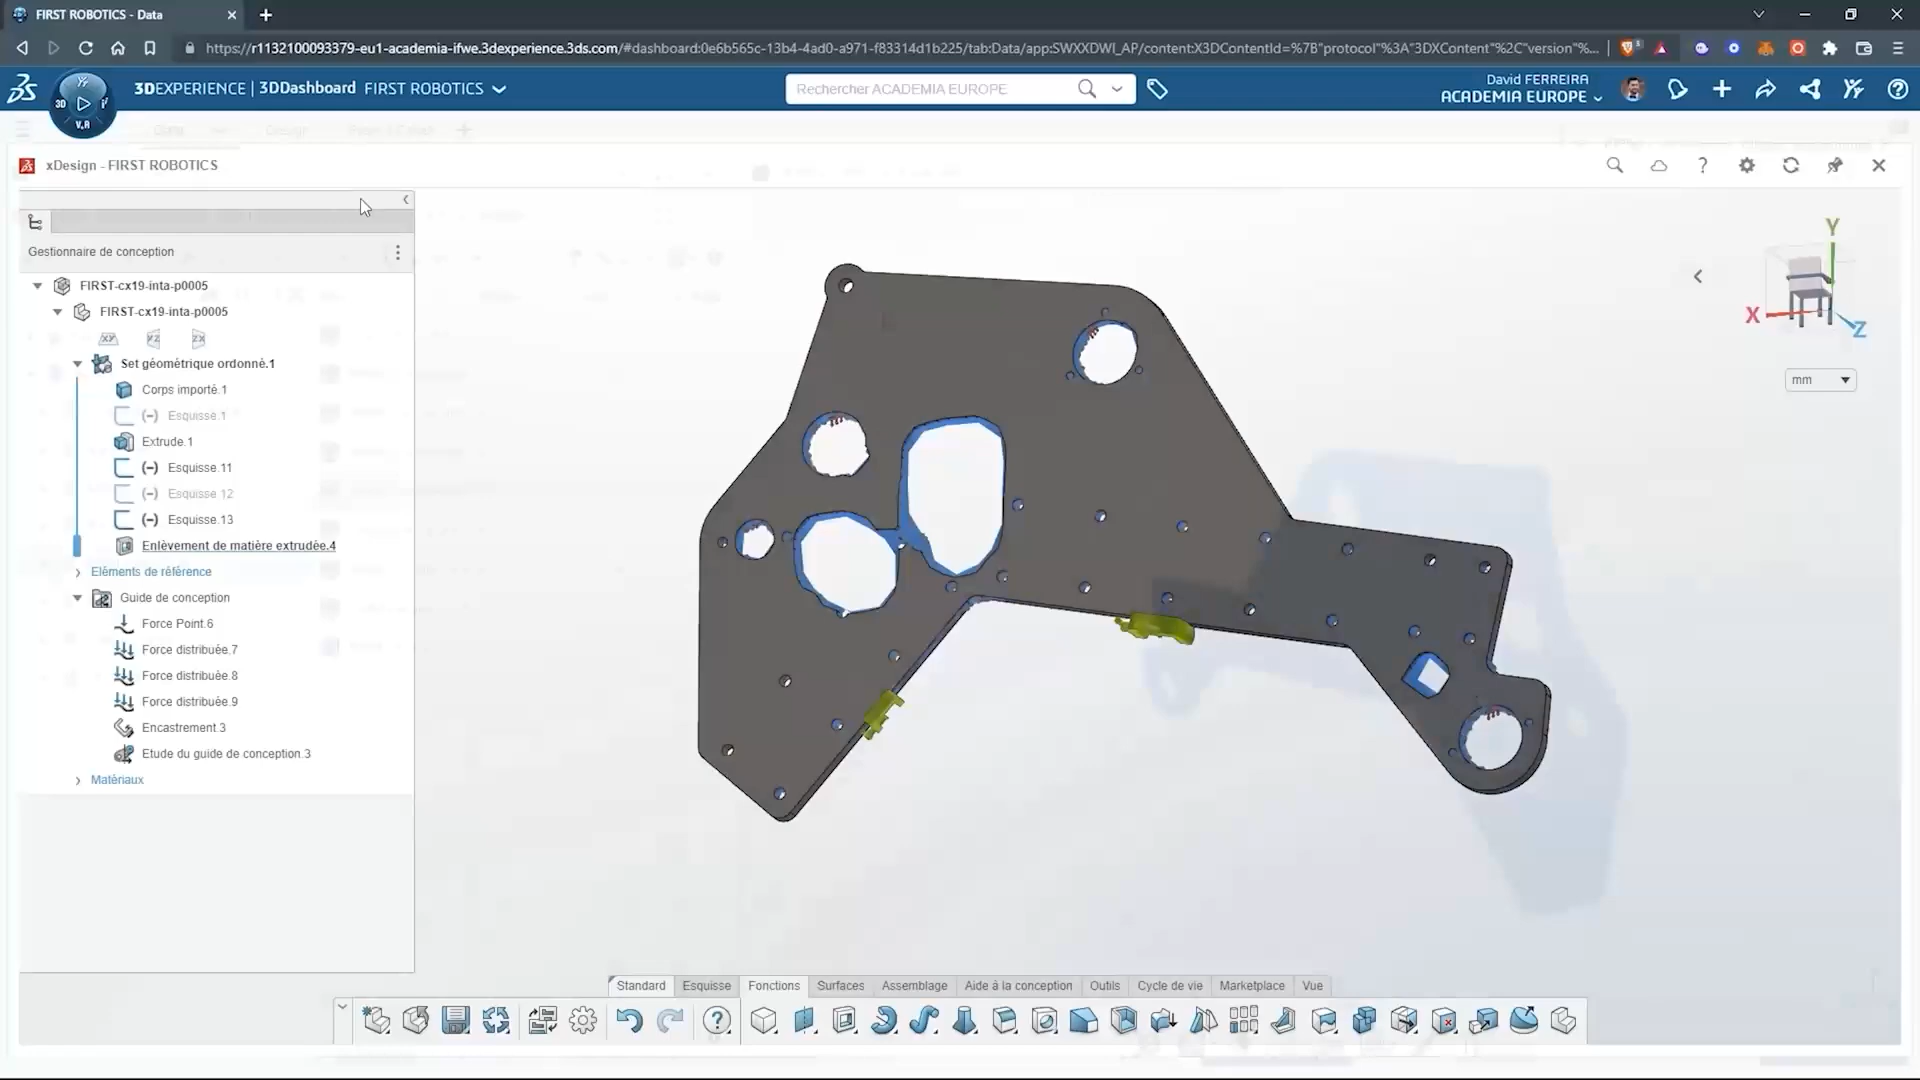 FIRST ROBOTICS - Data
https://r1132100093379-eu1-academia-ifwe.3dexperience.3ds.com/#dashboard:0e6b565c-13b4-4ad0-a971-f83314d1b225/tab:Data/app:SWXXDWI_AP/content:X3DContentId=%7B"protocol"%3A"3DXContent"%2C"version"%...
3DEXPERIENCE | 3DDashboard FIRST ROBOTICS
Rechercher ACADEMIA EUROPE
David FERREIRA
ACADEMIA EUROPE
3D
V.R
xDesign - FIRST ROBOTICS
Gestionnaire de conception
FIRST-cx19-inta-p0005
FIRST-cx19-inta-p0005
XY YZ ZX
Set géométrique ordonné.1
Corps importé.1
(-) Esquisse.1
Extrude.1
(-) Esquisse.11
(-) Esquisse.12
(-) Esquisse.13
Enlèvement de matière extrudée.4
Eléments de référence
Guide de conception
Force Point.6
Force distribuée.7
Force distribuée.8
Force distribuée.9
Encastrement.3
Etude du guide de conception.3
Matériaux
Y
X
Z
mm
Standard Esquisse Fonctions Surfaces Assemblage Aide à la conception Outils Cycle de vie Marketplace Vue